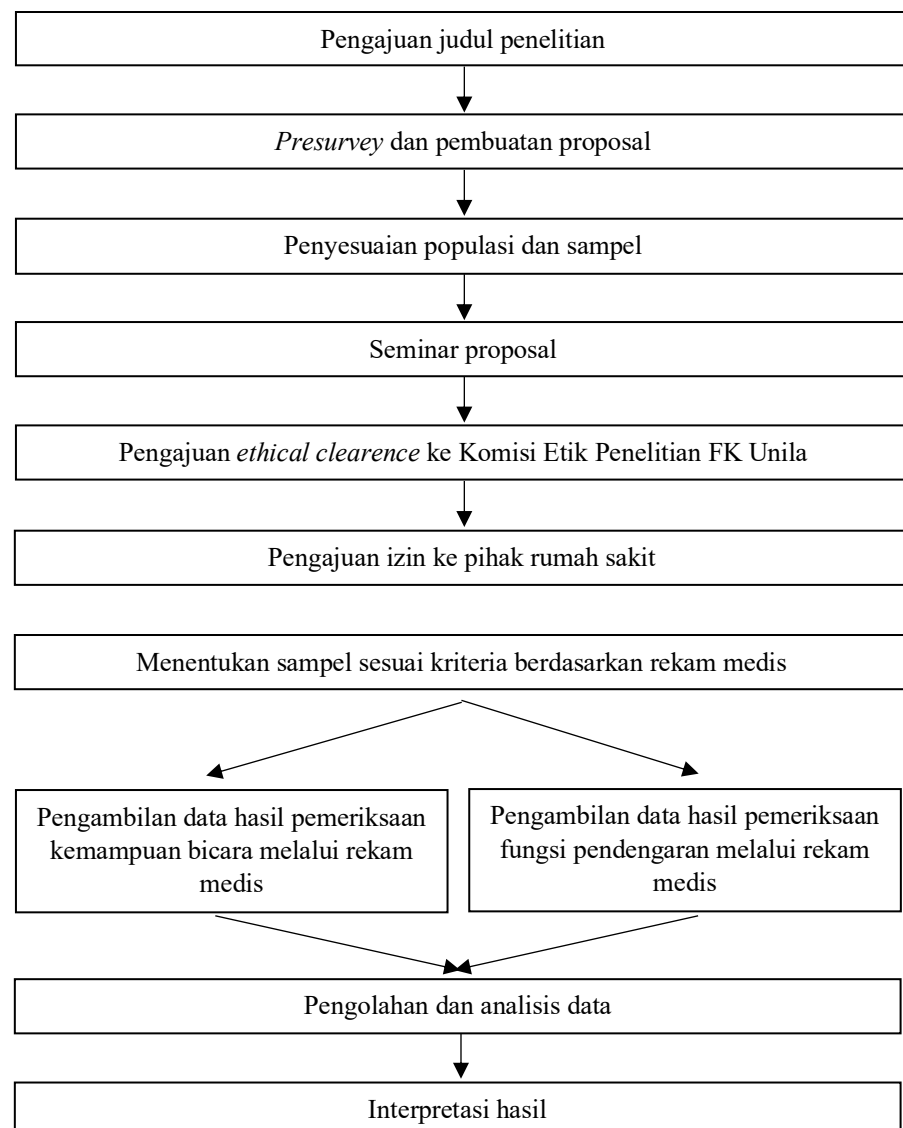 Pengajuan judul penelitian
Presurvey dan pembuatan proposal
Penyesuaian populasi dan sampel
Seminar proposal
Pengajuan ethical clearence ke Komisi Etik Penelitian FK Unila
Pengajuan izin ke pihak rumah sakit
Menentukan sampel sesuai kriteria berdasarkan rekam medis
Pengambilan data hasil pemeriksaan
kemampuan bicara melalui rekam
medis
Pengambilan data hasil pemeriksaan
fungsi pendengaran melalui rekam
medis
Pengolahan dan analisis data
Interpretasi hasil